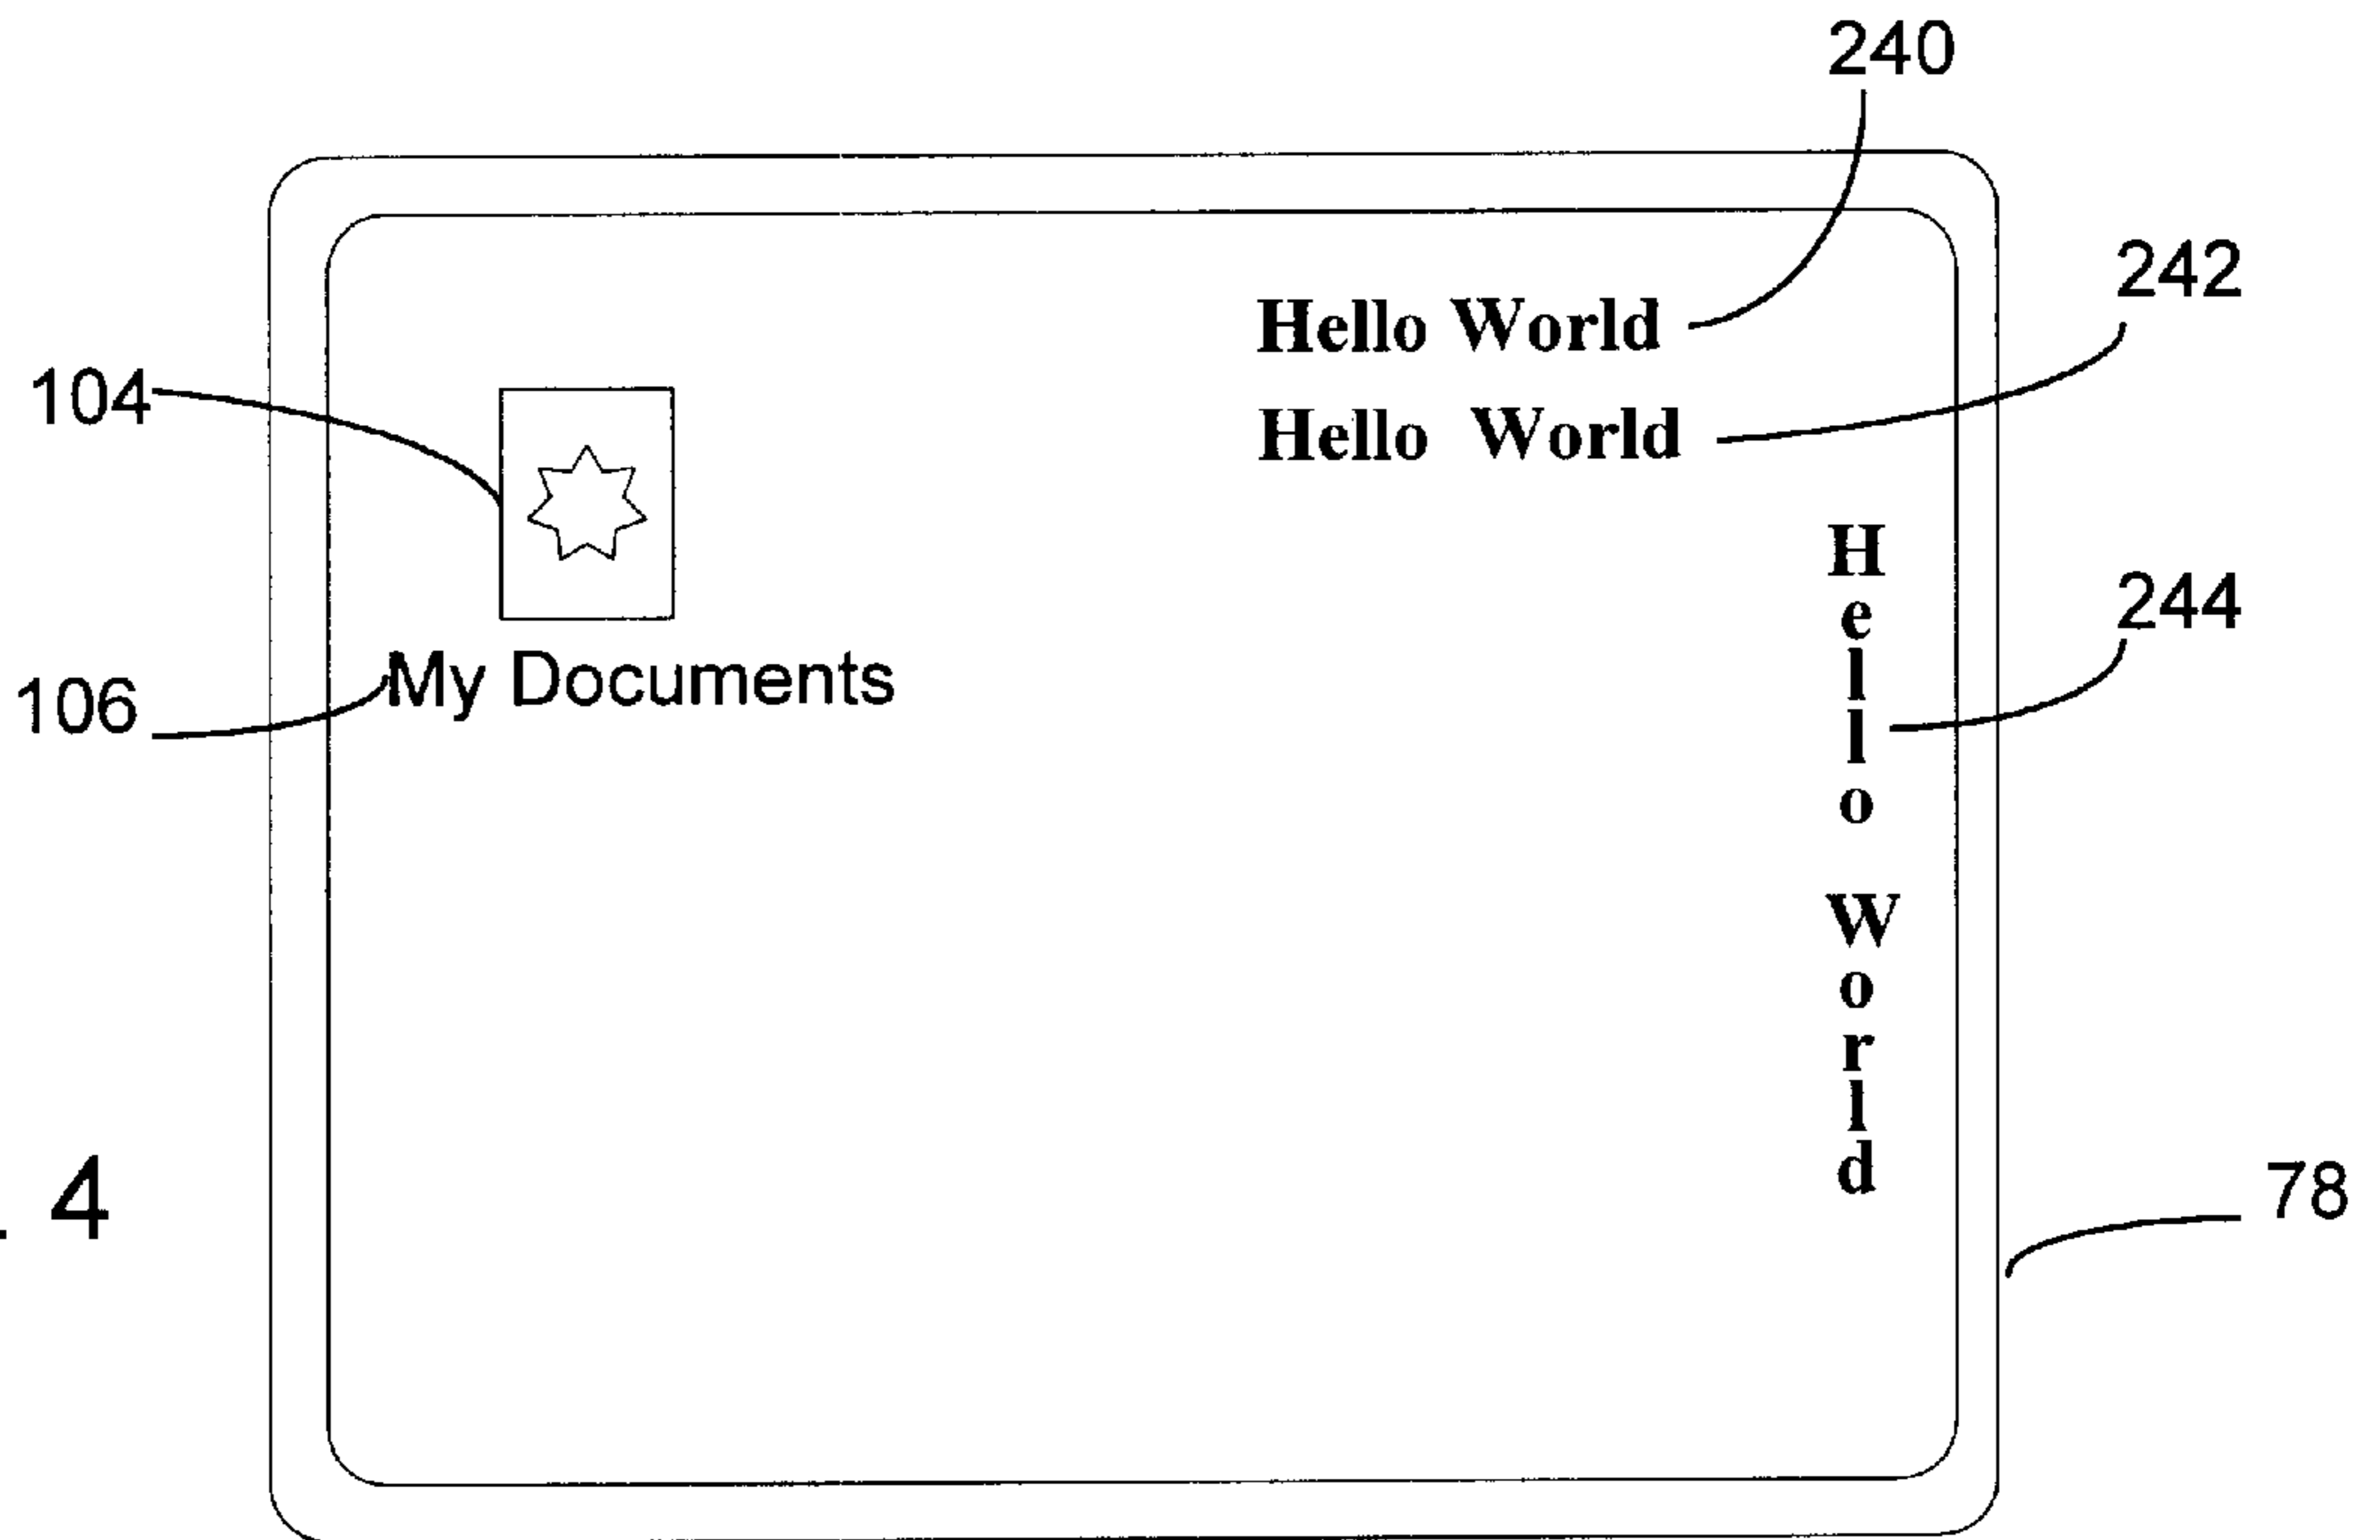 240
Hello World
242
Hello  World
104
H
e
l
l
o
W
o
r
l
d
244
My Documents
106
. 4
78